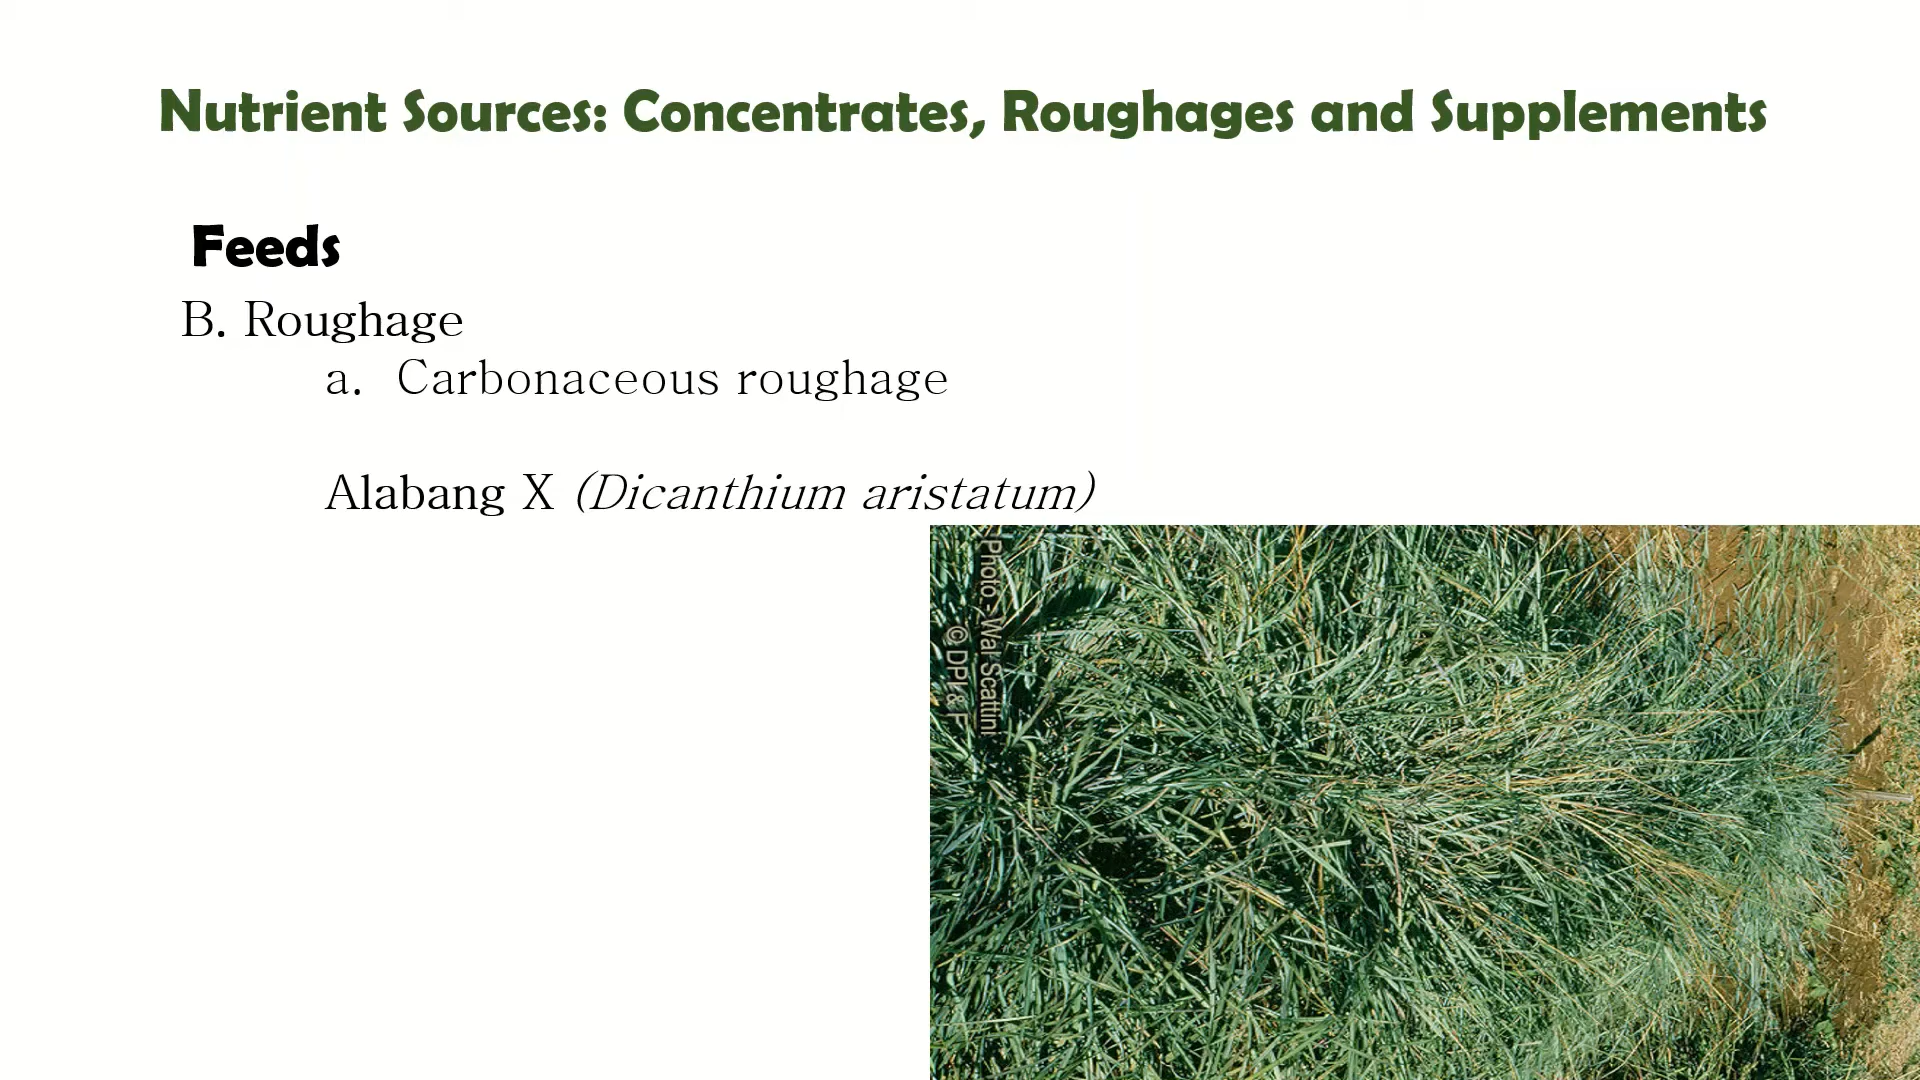 Nutrient Sources: Concentrates, Roughages and Supplements
Feeds
B. Roughage
a. Carbonaceous roughage
Alabang X (Dicanthium aristatum)
Photo - Wal Scattini
© DPI & F